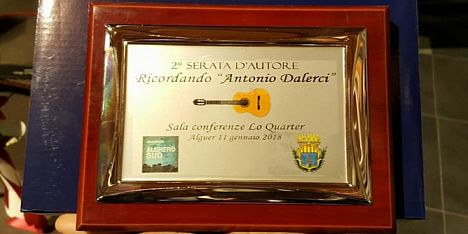 2ª SERATA D'AUTORE
Ricordando "Antonio Dalerci"
Sala conferenze Lo Quarter
Alguer 11 gennaio 2018
ALGHERO
SUD